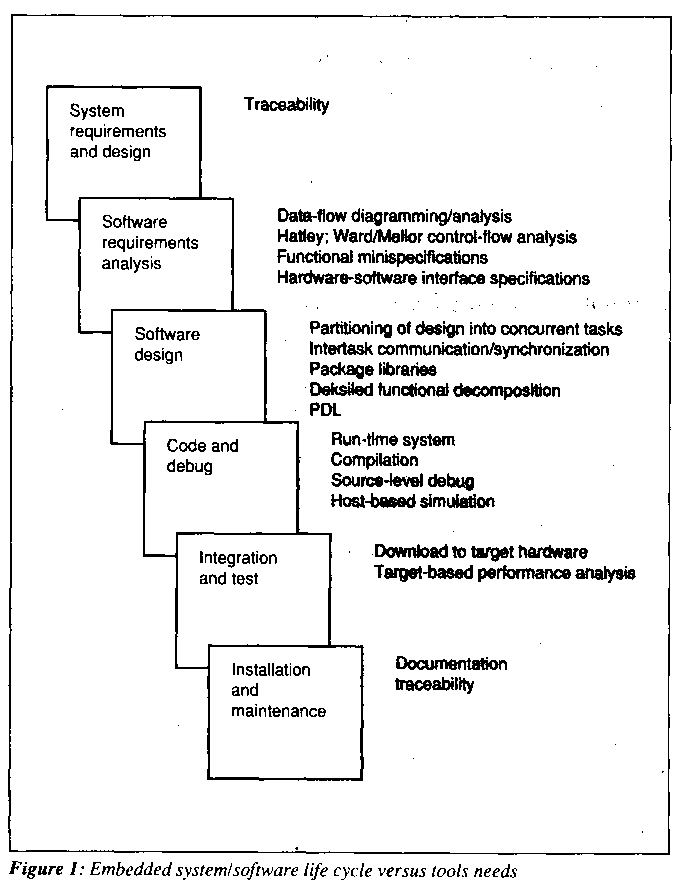 System
requirements
and design
Traceability
Software
requirements
analysis
Data-flow diagramming/analysis
Hatley; Ward/Mellor control-flow analysis
Functional minispecifications
Hardware-software interface specifications
Software
design
Partitioning of design into concurrent tasks
Intertask communication/synchronization
Package libraries
Deksiled functional decomposition
PDL
Code and
debug
Run-time system
Compilation
Source-level debug
Host-based simulation
Integration
and test
Download to target hardware
Target-based performance analysis
Installation
and
maintenance
Documentation
traceability
Figure 1: Embedded system/software life cycle versus tools needs